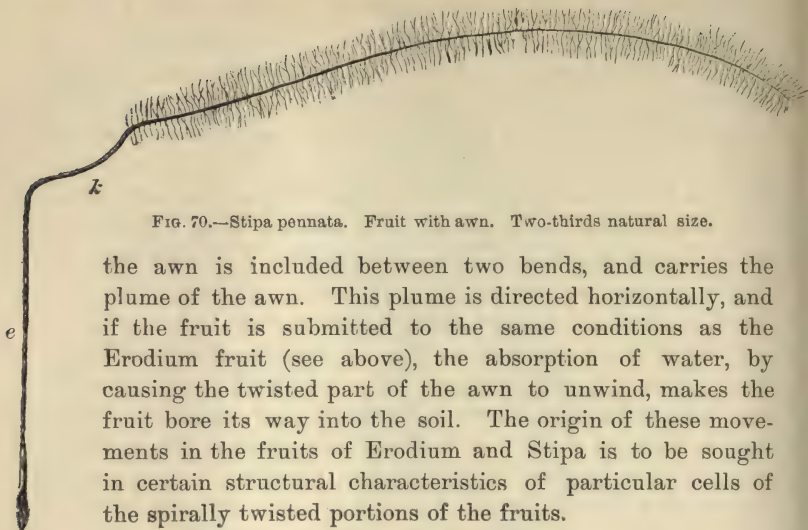 k
FIG. 70.—Stipa pennata. Fruit with awn. Two-thirds natural size.
the awn is included between two bends, and carries the
plume of the awn. This plume is directed horizontally, and
e
if the fruit is submitted to the same conditions as the
Erodium fruit (see above), the absorption of water, by
causing the twisted part of the awn to unwind, makes the
fruit bore its way into the soil. The origin of these move-
ments in the fruits of Erodium and Stipa is to be sought
in certain structural characteristics of particular cells of
the spirally twisted portions of the fruits.